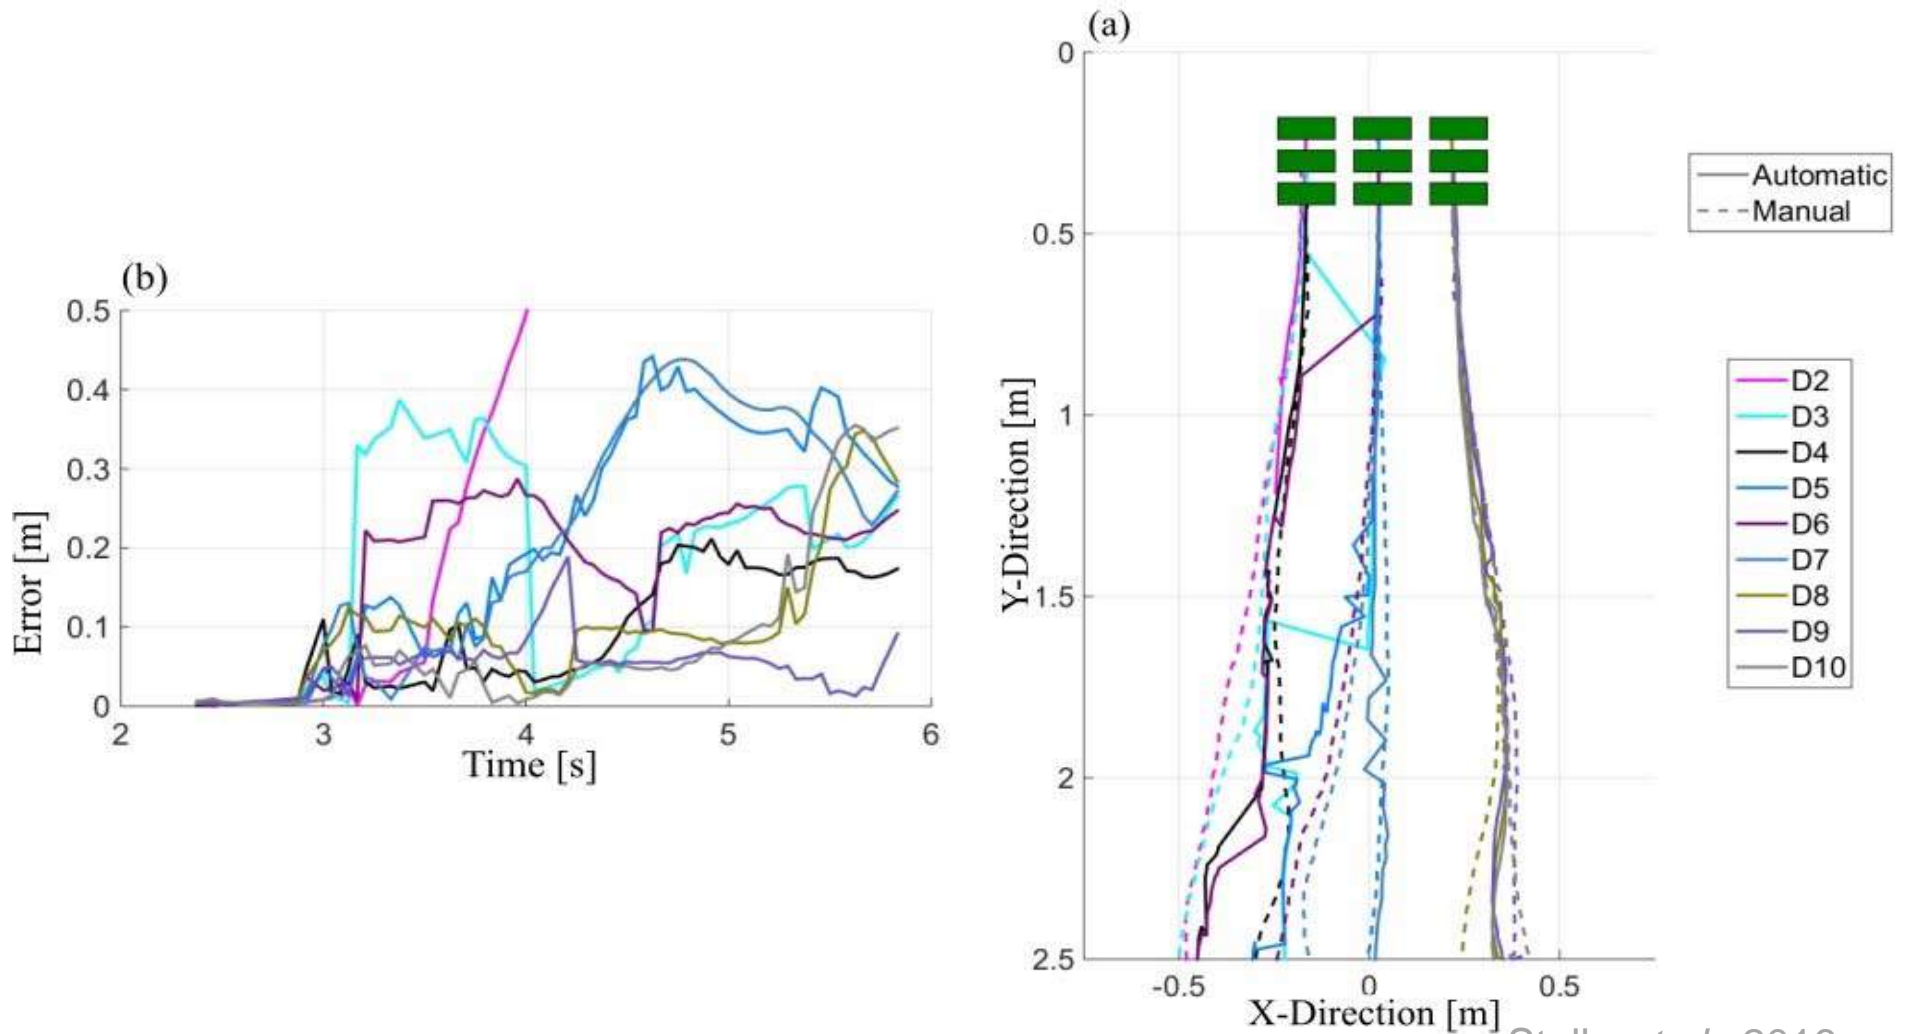 (a)
0
0.5
1
1.5
2
2.5
Y-Direction [m]
-0.5
0
0.5
X-Direction [m]
Automatic
Manual
D2
D3
D4
D5
D6
D7
D8
D9
D10
(b)
0.5
0.4
0.3
0.2
0.1
0
Error [m]
2
3
4
5
6
Time [s]